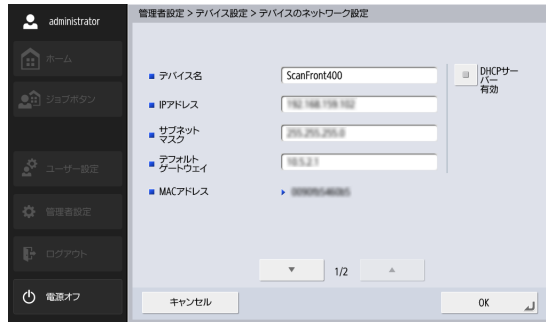 administrator
管理者設定 > デバイス設定 > デバイスのネットワーク設定
ホーム
ジョブボタン
ユーザー設定
管理者設定
ログアウト
電源オフ
デバイス名
ScanFront400
DHCPサー
バー
有効
IPアドレス
サブネット
マスク
デフォルト
ゲートウェイ
MACアドレス
1/2
キャンセル
OK